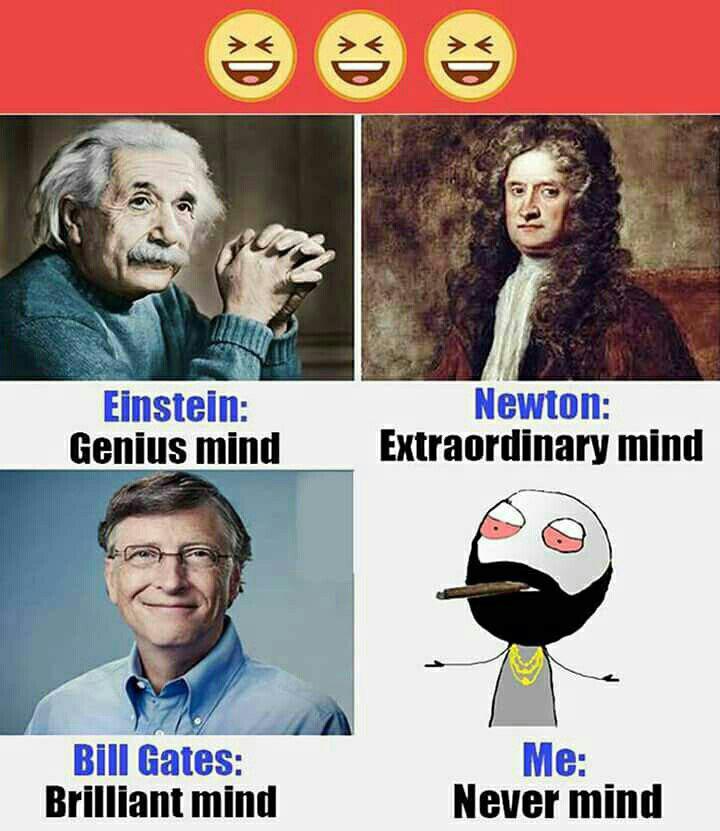 Einstein:
Genius mind
Newton:
Extraordinary mind
Bill Gates:
Brilliant mind
Me:
Never mind